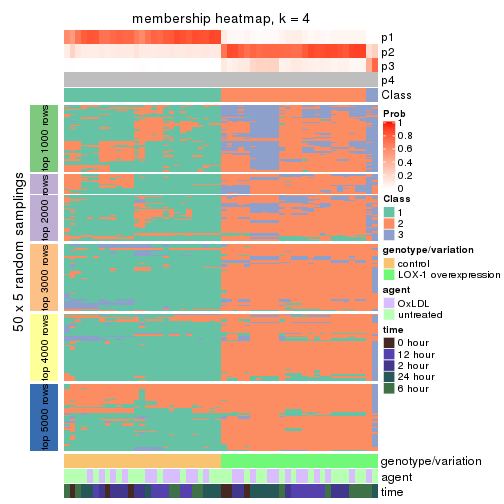 membership heatmap, k = 4
p1
p2
p3
p4
Class
50 x 5 random samplings
top 1000 rows
top 2000 rows
top 3000 rows
top 4000 rows
top 5000 rows
Prob
1
0.8
0.6
0.4
0.2
0
Class
1
2
3
genotype/variation
control
LOX-1 overexpression
agent
OxLDL
untreated
time
0 hour
12 hour
2 hour
24 hour
6 hour
genotype/variation
agent
time